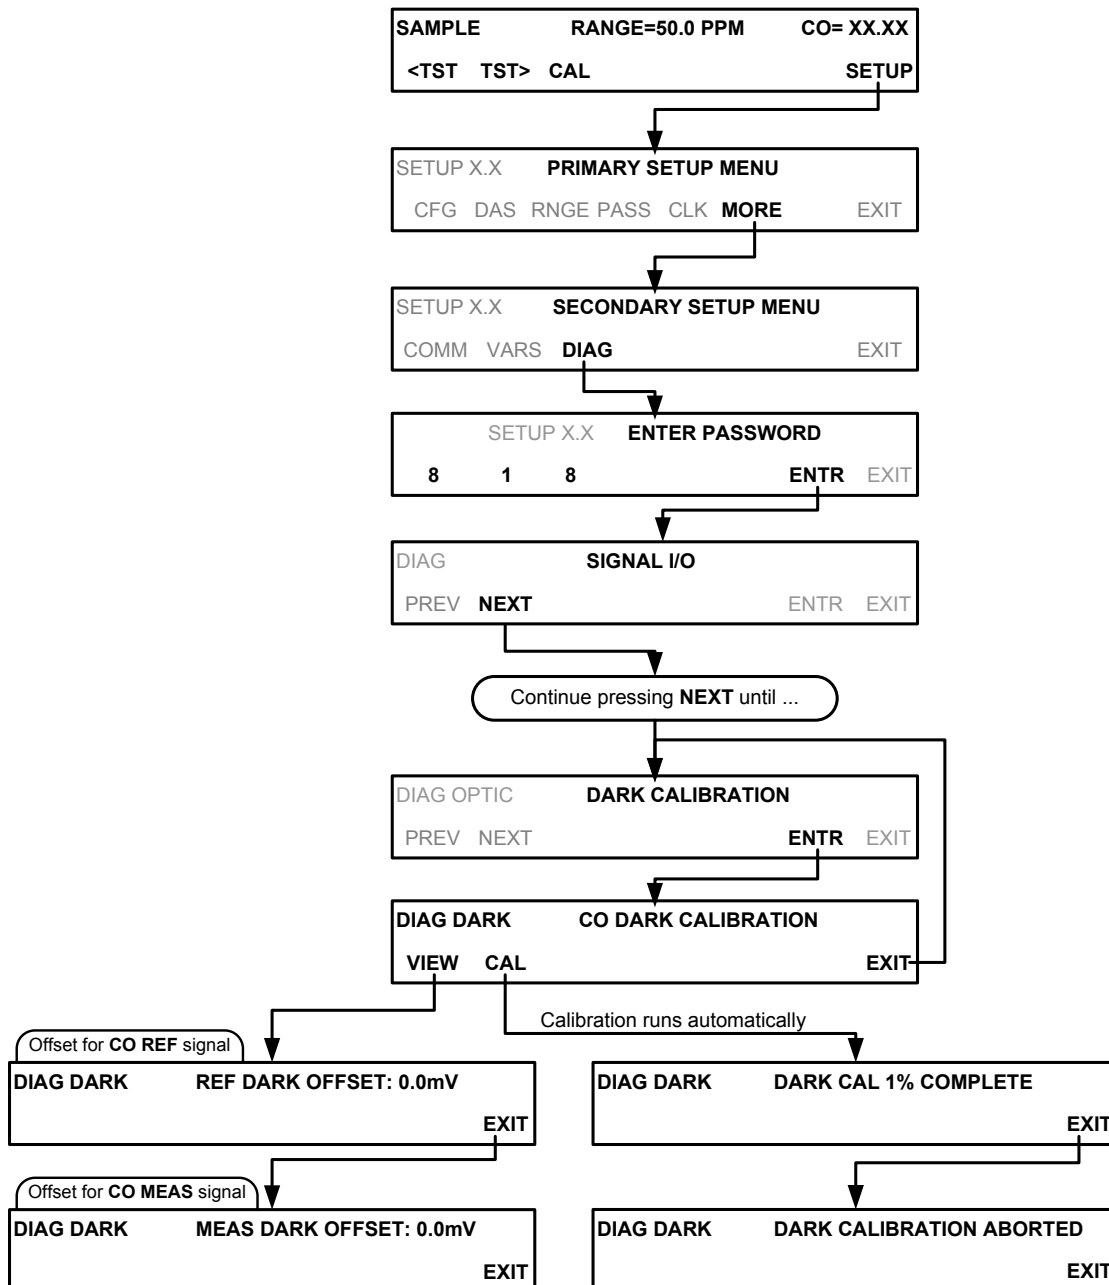 SAMPLE RANGE=50.0 PPM CO= XX.XX
<TST TST> CAL SETUP
SETUP X.X PRIMARY SETUP MENU
CFG DAS RNGE PASS CLK MORE EXIT
SETUP X.X SECONDARY SETUP MENU
COMM VARS DIAG EXIT
SETUP X.X ENTER PASSWORD
8 1 8 ENTR EXIT
DIAG SIGNAL I/O
PREV NEXT ENTR EXIT
Continue pressing NEXT until ...
DIAG OPTIC DARK CALIBRATION
PREV NEXT ENTR EXIT
DIAG DARK CO DARK CALIBRATION
VIEW CAL EXIT
Calibration runs automatically
Offset for CO REF signal
DIAG DARK REF DARK OFFSET: 0.0mV
EXIT
DIAG DARK DARK CAL 1% COMPLETE
EXIT
Offset for CO MEAS signal
DIAG DARK MEAS DARK OFFSET: 0.0mV
EXIT
DIAG DARK DARK CALIBRATION ABORTED
EXIT